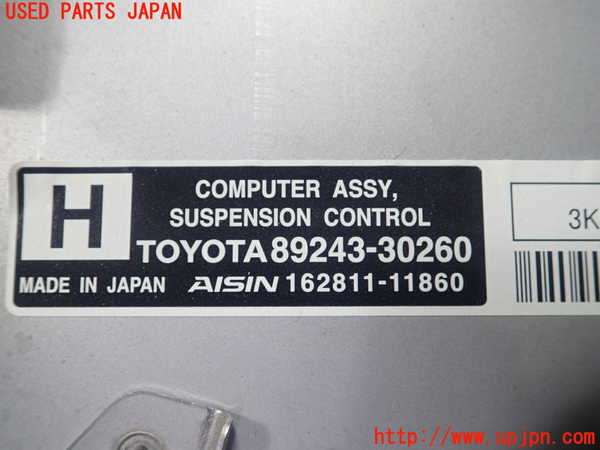 USED PARTS JAPAN
H
COMPUTER ASSY,
SUSPENSION CONTROL
TOYOTA 89243-30260
MADE IN JAPAN AISIN 162811-11860
3K
http://www.upjpn.com/